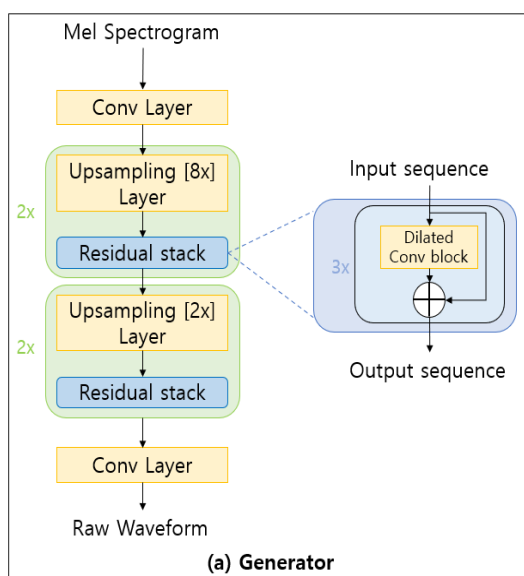 Mel Spectrogram
Conv Layer
2x
Upsampling [8x]
Layer
Residual stack
2x
Upsampling [2x]
Layer
Residual stack
Conv Layer
Raw Waveform
Input sequence
3x
Dilated
Conv block
Output sequence
(a) Generator